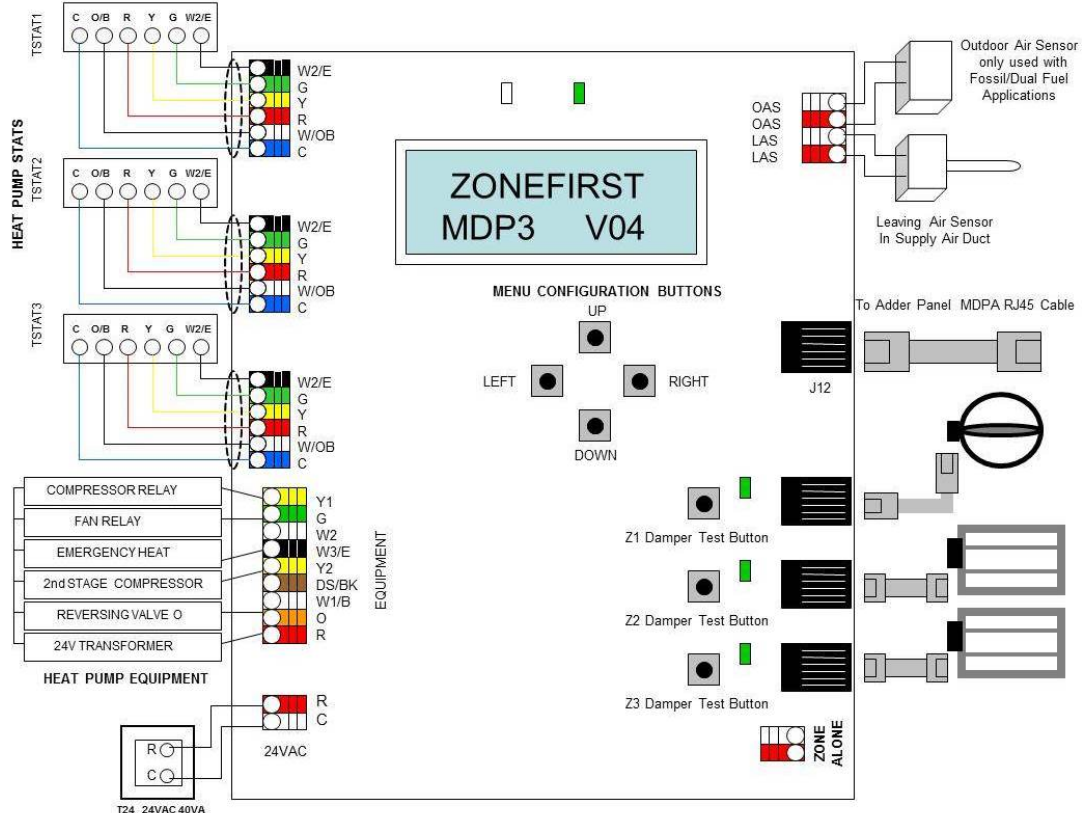 TSTAT1
C O/B R Y G W2/E
W2/E
G
Y
R
W/OB
C
HEAT PUMP STATS
TSTAT2
C O/B R Y G W2/E
W2/E
G
Y
R
W/OB
C
TSTAT3
C O/B R Y G W2/E
W2/E
G
Y
R
W/OB
C
ZONEFIRST
MDP3 V04
MENU CONFIGURATION BUTTONS
UP
LEFT
RIGHT
DOWN
OAS
OAS
LAS
LAS
Outdoor Air Sensor
only used with
Fossil/Dual Fuel
Applications
Leaving Air Sensor
In Supply Air Duct
To Adder Panel MDPA RJ45 Cable
J12
COMPRESSOR RELAY
FAN RELAY
EMERGENCY HEAT
2nd STAGE COMPRESSOR
REVERSING VALVE O
24V TRANSFORMER
HEAT PUMP EQUIPMENT
Y1
G
W2
W3/E
Y2
DS/BK
W1/B
O
R
EQUIPMENT
Z1 Damper Test Button
Z2 Damper Test Button
Z3 Damper Test Button
R
C
24VAC
R
C
T24 24VAC 40VA
ZONE
ALONE